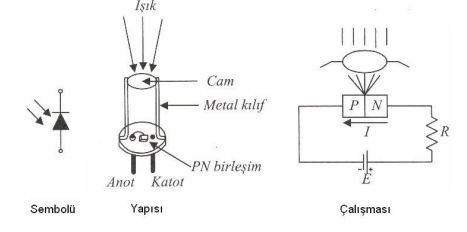 Işık
Cam
Metal kılıf
PN birleşim
Anot Katot
P N
I
R
- +
E
Sembolü
Yapısı
Çalışması